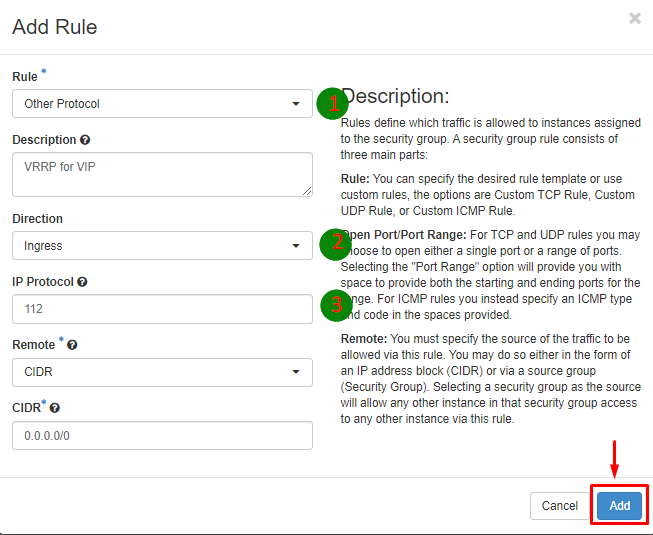 Add Rule
×
Rule *
Other Protocol
1
Description
VRRP for VIP
Direction
Ingress
2
IP Protocol
112
3
Remote *
CIDR
CIDR*
0.0.0.0/0
Description:
Rules define which traffic is allowed to instances assigned
to the security group. A security group rule consists of
three main parts:
Rule: You can specify the desired rule template or use
custom rules, the options are Custom TCP Rule, Custom
UDP Rule, or Custom ICMP Rule.
Open Port/Port Range: For TCP and UDP rules you may
choose to open either a single port or a range of ports.
Selecting the "Port Range" option will provide you with
space to provide both the starting and ending ports for the
range. For ICMP rules you instead specify an ICMP type
and code in the spaces provided.
Remote: You must specify the source of the traffic to be
allowed via this rule. You may do so either in the form of
an IP address block (CIDR) or via a source group
(Security Group). Selecting a security group as the source
will allow any other instance in that security group access
to any other instance via this rule.
Cancel
Add